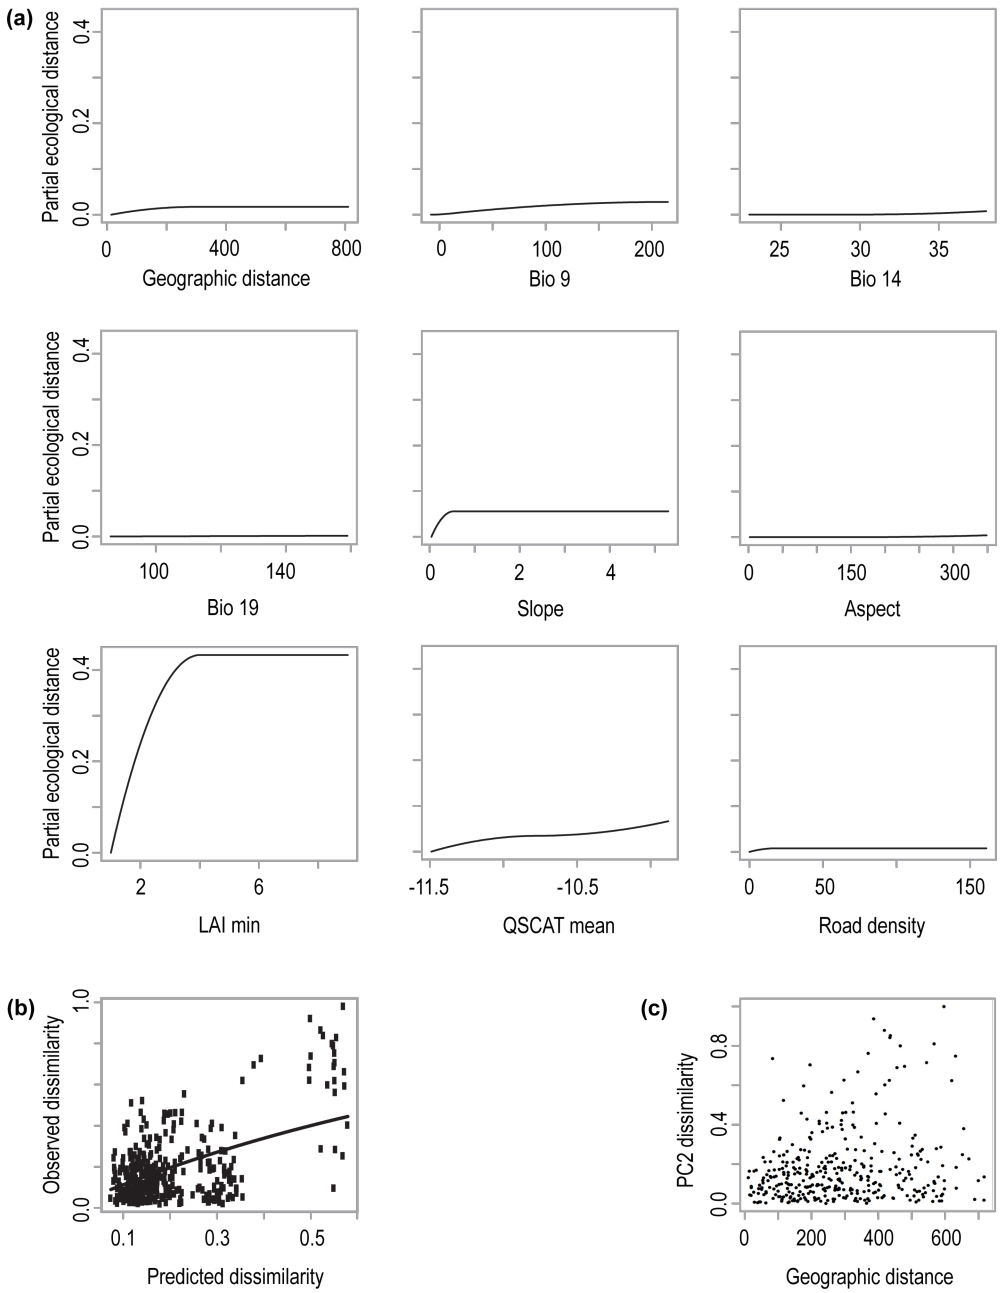 (a)
Partial ecological distance
0.0 0.2 0.4
0 400 800
Geographic distance
0 100 200
Bio 9
25 30 35
Bio 14
Partial ecological distance
0.0 0.2 0.4
100 140
Bio 19
0 2 4
Slope
0 150 300
Aspect
Partial ecological distance
0.0 0.2 0.4
2 6
LAI min
-11.5 -10.5
QSCAT mean
0 50 150
Road density
(b)
Observed dissimilarity
0.0 1.0
0.1 0.3 0.5
Predicted dissimilarity
(c)
PC2 dissimilarity
0.0 0.4 0.8
0 200 400 600
Geographic distance